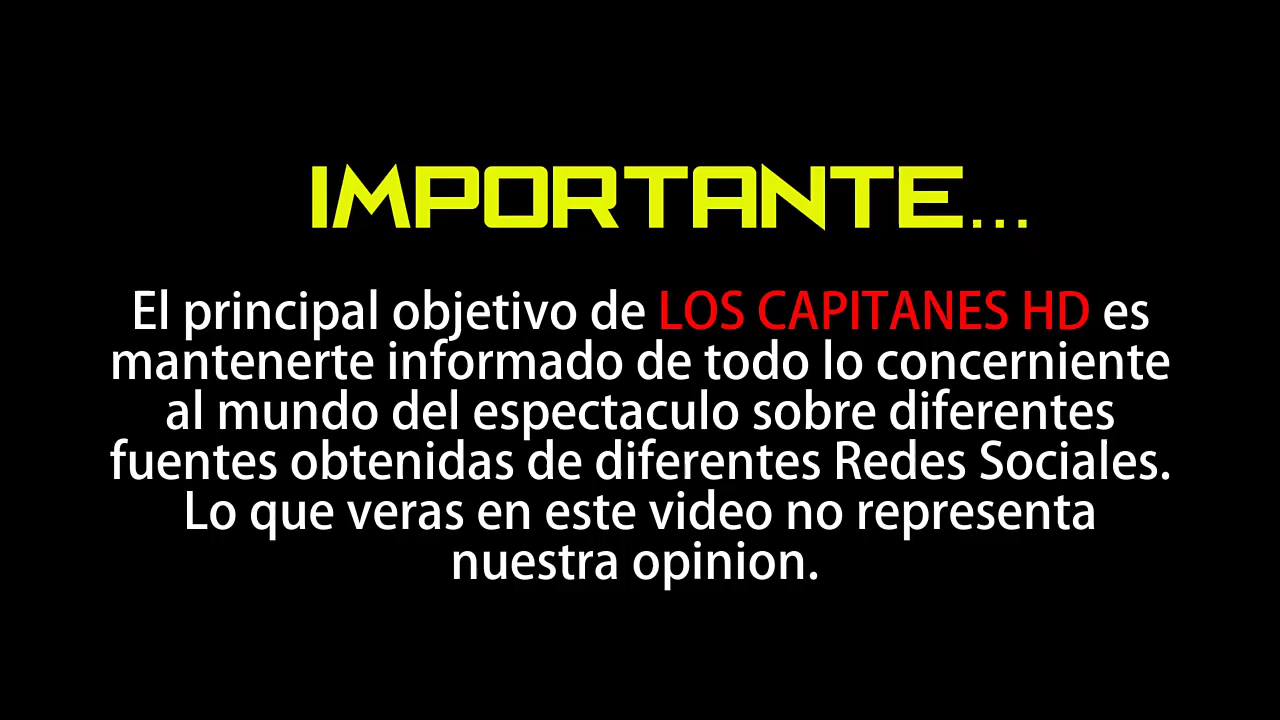 IMPORTANTE...
El principal objetivo de LOS CAPITANES HD es
mantenerte informado de todo lo concerniente
al mundo del espectaculo sobre diferentes
fuentes obtenidas de diferentes Redes Sociales.
Lo que veras en este video no representa
nuestra opinion.